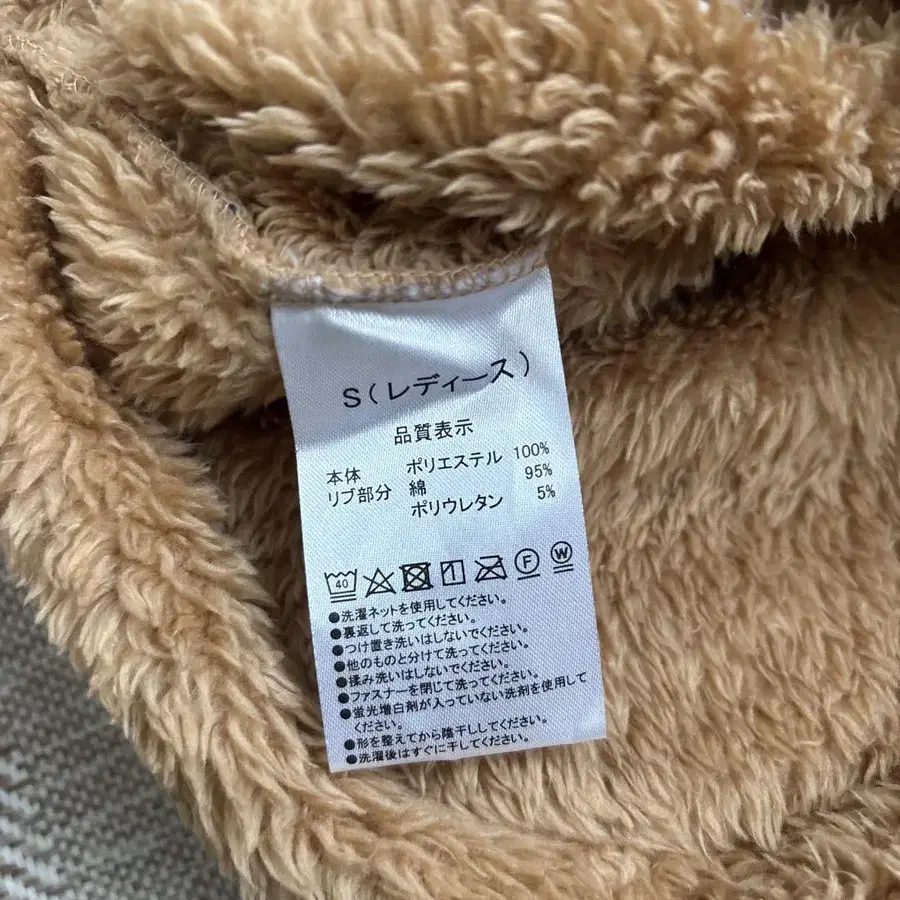 S(レディース)
品質表示
本体 ポリエステル 100%
リブ部分 綿 95%
ポリウレタン 5%
40 F W
●洗濯ネットを使用してください。
●裏返して洗ってください。
●つけ置き洗いはしないでください。
●他のものと分けて洗ってください。
●揉み洗いはしないでください。
●ファスナーを閉じて洗ってください。
●蛍光増白剤が入っていない洗剤を使用して
ください。
●形を整えてから陰干ししてください。
●洗濯後はすぐに干してください。